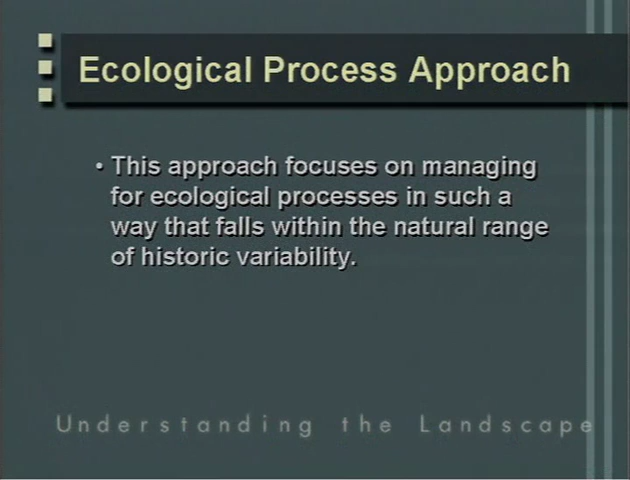 Ecological Process Approach
• This approach focuses on managing
for ecological processes in such a
way that falls within the natural range
of historic variability.
Understanding the Landscape